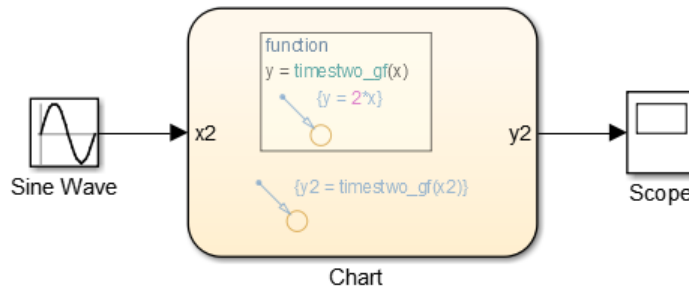 function
y = timestwo_gf(x)
{y = 2*x}
x2
y2
{y2 = timestwo_gf(x2)}
Sine Wave
Scope
Chart